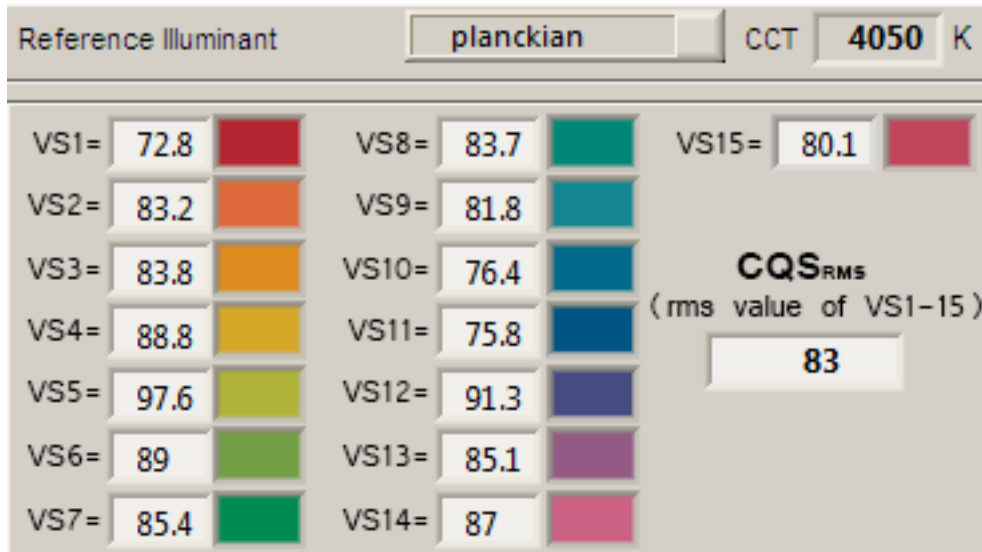 Reference Illuminant planckian CCT 4050 K
VS1= 72.8 VS8= 83.7 VS15= 80.1
VS2= 83.2 VS9= 81.8
VS3= 83.8 VS10= 76.4 CQSRMS
(rms value of VS1-15)
VS4= 88.8 VS11= 75.8
83
VS5= 97.6 VS12= 91.3
VS6= 89 VS13= 85.1
VS7= 85.4 VS14= 87